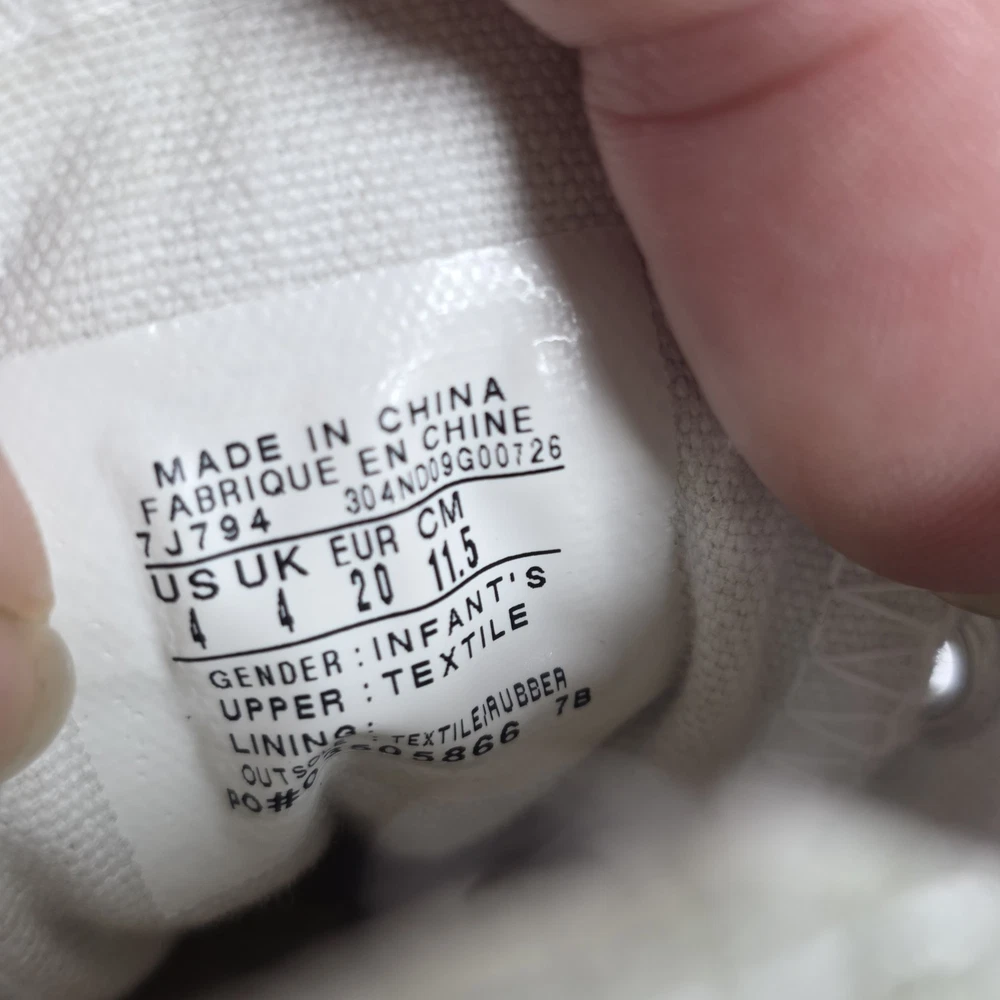 MADE IN CHINA
FABRIQUE EN CHINE
7J794 304ND09G00726
US UK EUR CM
4 4 20 11.5
GENDER : INFANT'S
UPPER : TEXTILE
LINING: TEXTILE/RUBBER
PO# 5866 7B